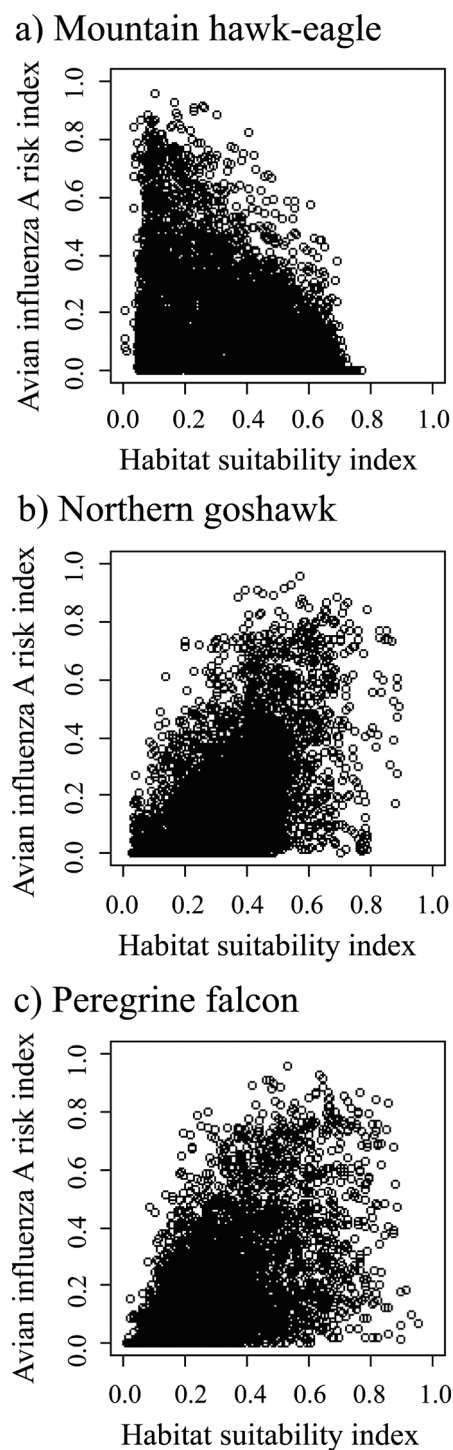 a) Mountain hawk-eagle
Avian influenza A risk index
1.0
0.8
0.6
0.4
0.2
0.0
0.0 0.2 0.4 0.6 0.8 1.0
Habitat suitability index
b) Northern goshawk
Avian influenza A risk index
1.0
0.8
0.6
0.4
0.2
0.0
0.0 0.2 0.4 0.6 0.8 1.0
Habitat suitability index
c) Peregrine falcon
Avian influenza A risk index
1.0
0.8
0.6
0.4
0.2
0.0
0.0 0.2 0.4 0.6 0.8 1.0
Habitat suitability index